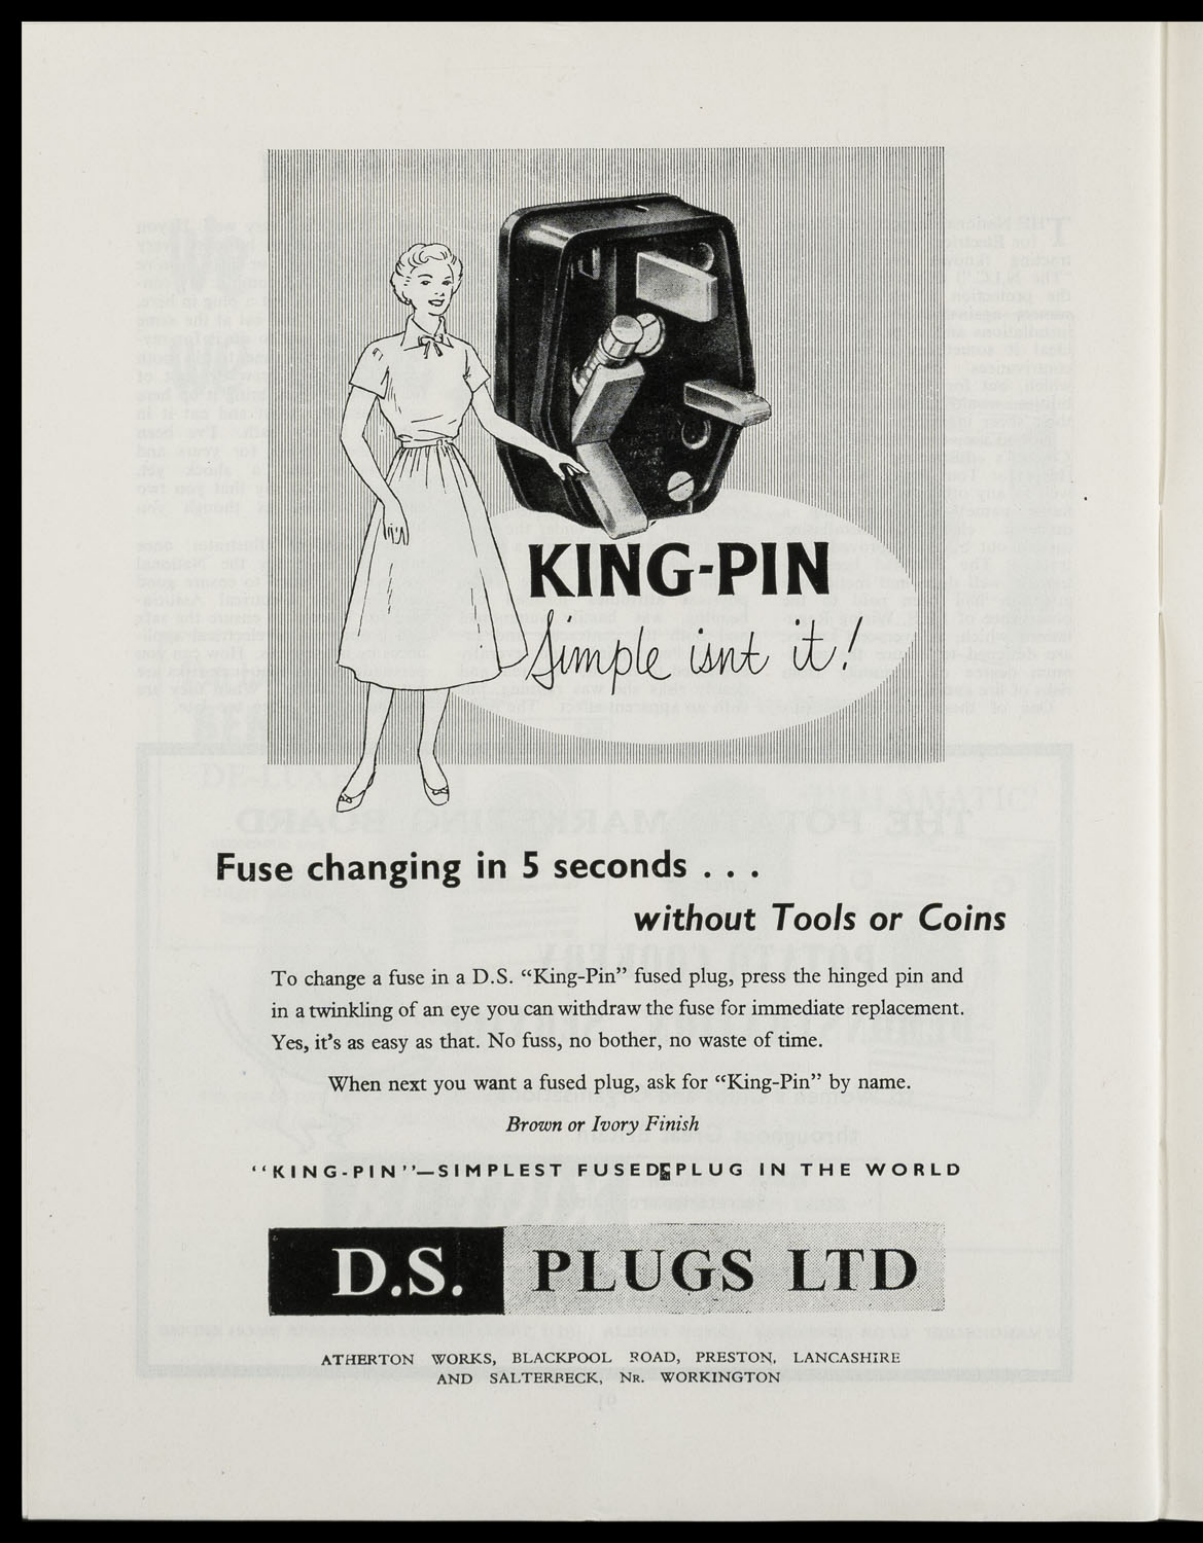 KING-PIN
Simple isnt it!
Fuse changing in 5 seconds . . .
without Tools or Coins
To change a fuse in a D.S. “King-Pin” fused plug, press the hinged pin and
in a twinkling of an eye you can withdraw the fuse for immediate replacement.
Yes, it's as easy as that. No fuss, no bother, no waste of time.
When next you want a fused plug, ask for “King-Pin” by name.
Brown or Ivory Finish
“KING-PIN”—SIMPLEST FUSED PLUG IN THE WORLD
D.S. PLUGS LTD
ATHERTON WORKS, BLACKPOOL ROAD, PRESTON, LANCASHIRE
AND SALTERBECK, NR. WORKINGTON